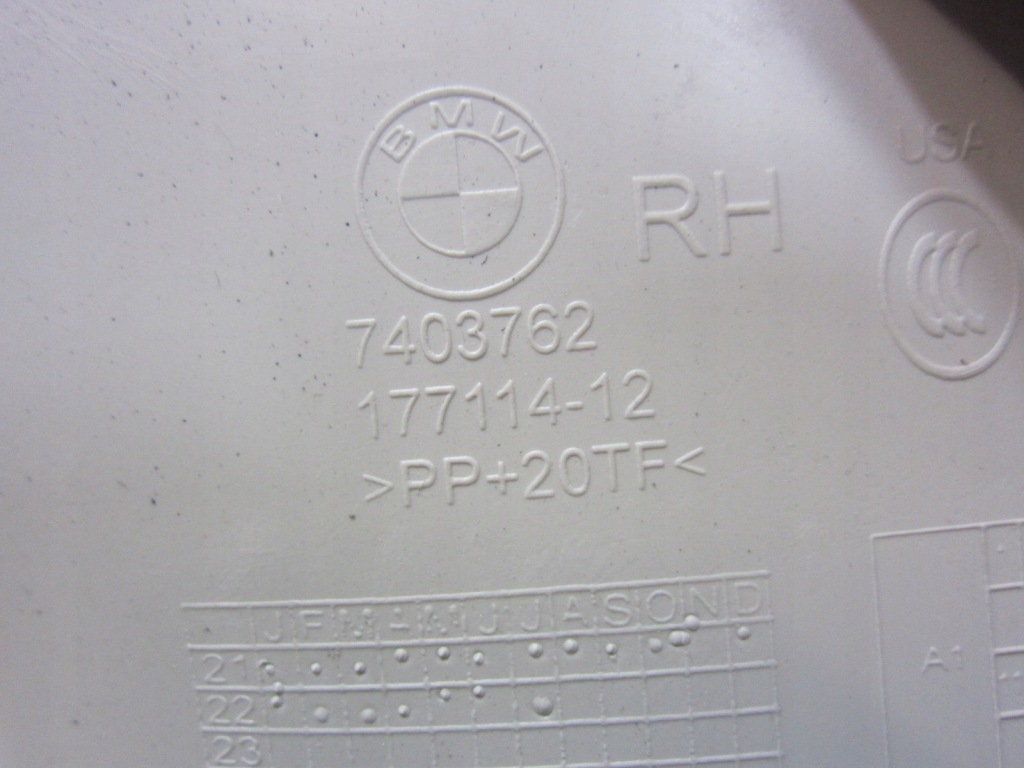 BMW
RH
USA
7403762
177114-12
>PP+20TF<
J F M A M J J A S O N D
21
22
23
A1